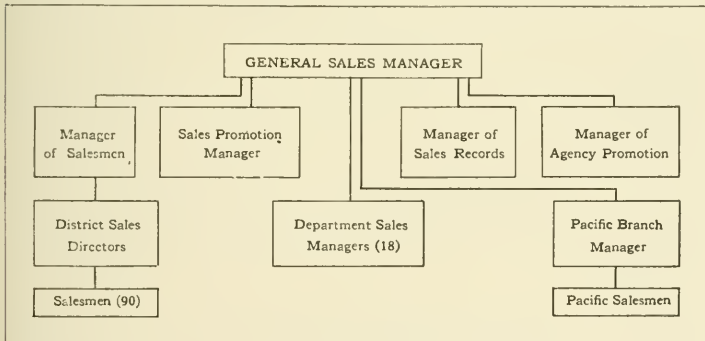 GENERAL SALES MANAGER
Manager
of Salesmen
Sales Promotion
Manager
Manager of
Sales Records
Manager of
Agency Promotion
District Sales
Directors
Department Sales
Managers (18)
Pacific Branch
Manager
Salesmen (90)
Pacific Salesmen